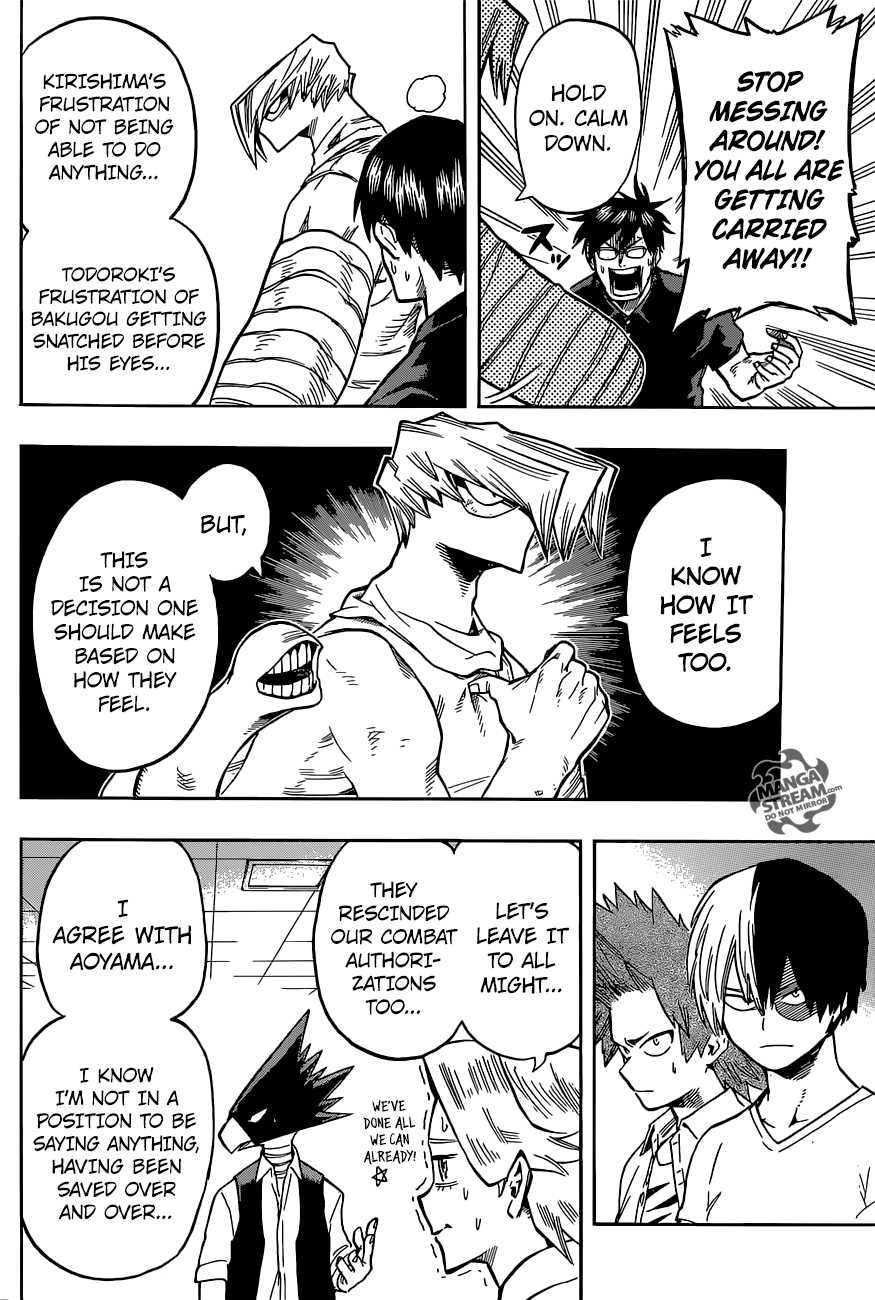 STOP
MESSING
AROUND!
YOU ALL ARE
GETTING
CARRIED
AWAY!!
HOLD
ON. CALM
DOWN.
ズイ
KIRISHIMA'S
FRUSTRATION
OF NOT BEING
ABLE TO DO
ANYTHING...
TODOROKI'S
FRUSTRATION OF
BAKUGOU GETTING
SNATCHED BEFORE
HIS EYES...
I
KNOW
HOW IT
FEELS
TOO.
BUT,
THIS
IS NOT A
DECISION ONE
SHOULD MAKE
BASED ON
HOW THEY
FEEL.
MANGA
STREAM.com
DO NOT MIRROR
LET'S
LEAVE IT
TO ALL
MIGHT...
THEY
RESCINDED
OUR COMBAT
AUTHORI-
ZATIONS
TOO...
WE'VE
DONE ALL
WE CAN
ALREADY!
☆
I
AGREE WITH
AOYAMA...
I KNOW
I'M NOT IN A
POSITION TO BE
SAYING ANYTHING,
HAVING BEEN
SAVED OVER
AND OVER...